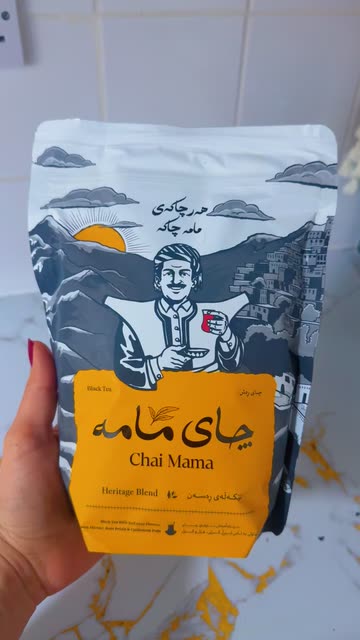 هەر چاکەی
مامە چاکە
Black Tea
چای ڕەش
چای مامە
Chai Mama
Heritage Blend
تێکەڵەی ڕەسەن